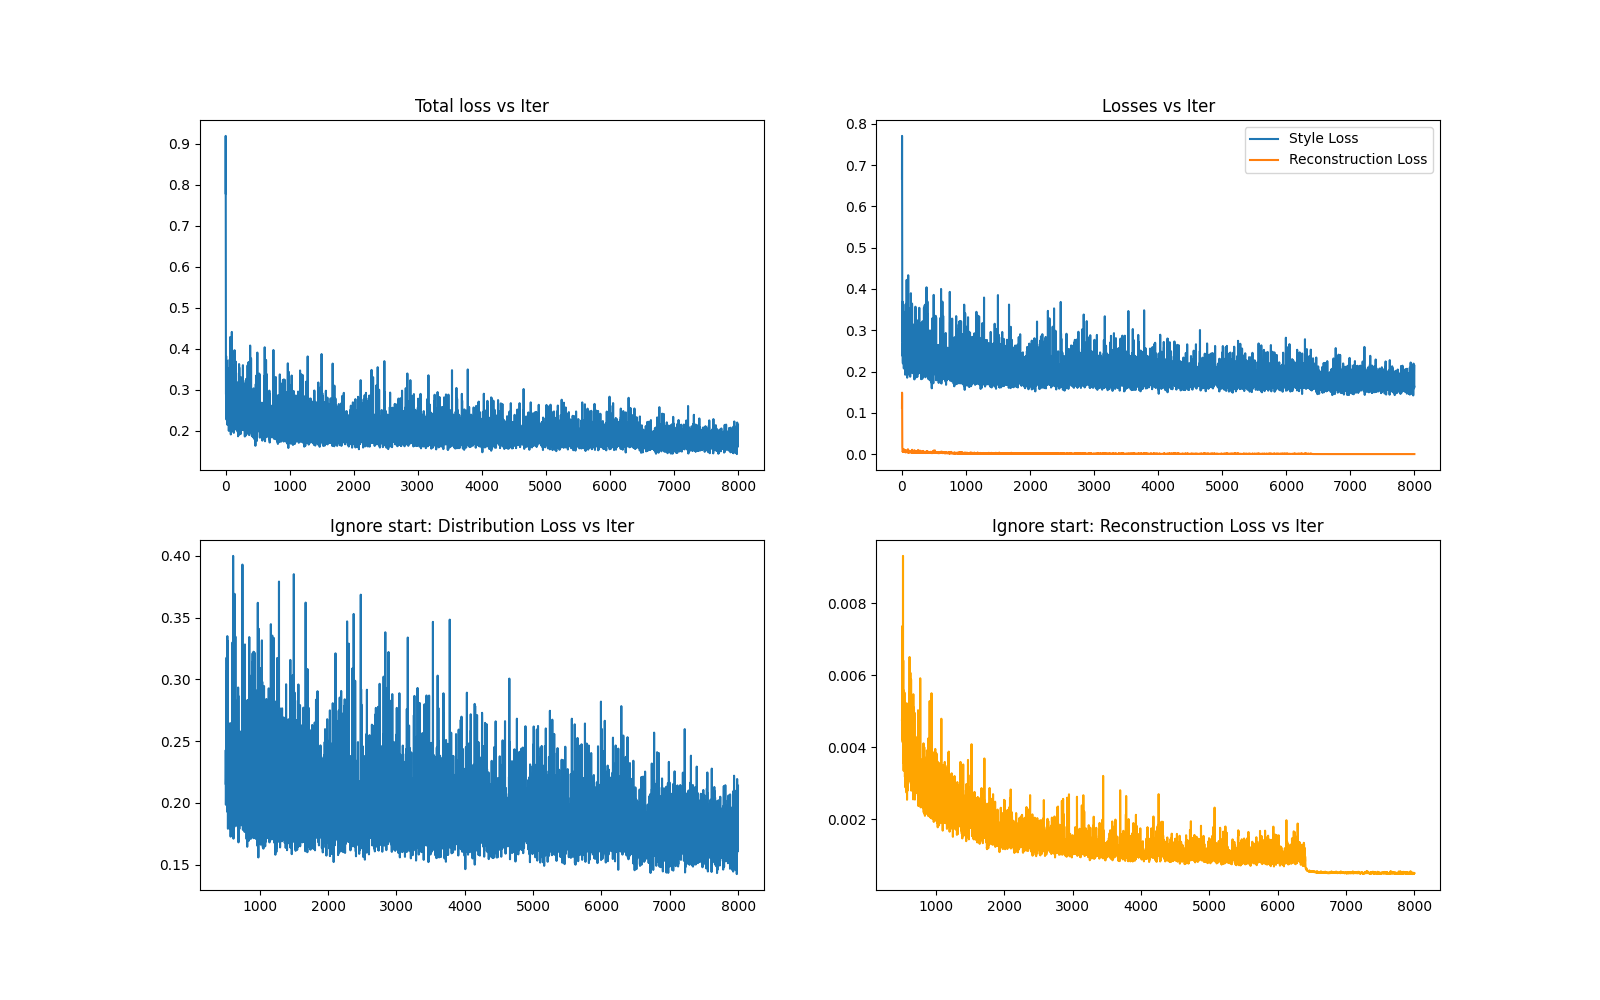 Total loss vs Iter
0.9
0.8
0.7
0.6
0.5
0.4
0.3
0.2
0 1000 2000 3000 4000 5000 6000 7000 8000
Losses vs Iter
Style Loss
Reconstruction Loss
0.8
0.7
0.6
0.5
0.4
0.3
0.2
0.1
0.0
0 1000 2000 3000 4000 5000 6000 7000 8000
Ignore start: Distribution Loss vs Iter
0.40
0.35
0.30
0.25
0.20
0.15
1000 2000 3000 4000 5000 6000 7000 8000
Ignore start: Reconstruction Loss vs Iter
0.008
0.006
0.004
0.002
1000 2000 3000 4000 5000 6000 7000 8000